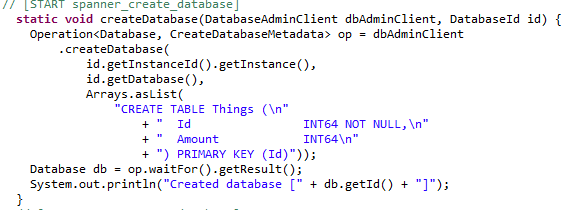 // [START spanner_create_database]
  static void createDatabase(DatabaseAdminClient dbAdminClient, DatabaseId id) {
    Operation<Database, CreateDatabaseMetadata> op = dbAdminClient
        .createDatabase(
            id.getInstanceId().getInstance(),
            id.getDatabase(),
            Arrays.asList(
                "CREATE TABLE Things (\n"
                    + "  Id                 INT64 NOT NULL,\n"
                    + "  Amount             INT64\n"
                    + ") PRIMARY KEY (Id)"));
    Database db = op.waitFor().getResult();
    System.out.println("Created database [" + db.getId() + "]");
  }